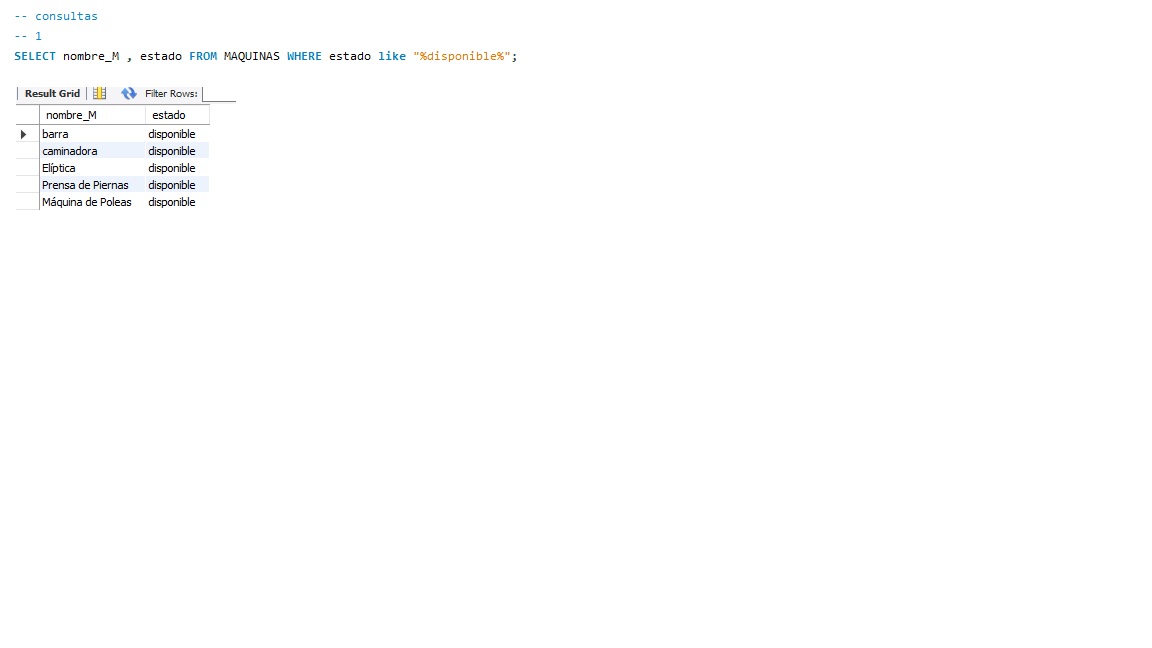 -- consultas
-- 1
SELECT nombre_M , estado FROM MAQUINAS WHERE estado like "%disponible%";
Result Grid Filter Rows:
nombre_M estado
barra disponible
caminadora disponible
Elíptica disponible
Prensa de Piernas disponible
Máquina de Poleas disponible